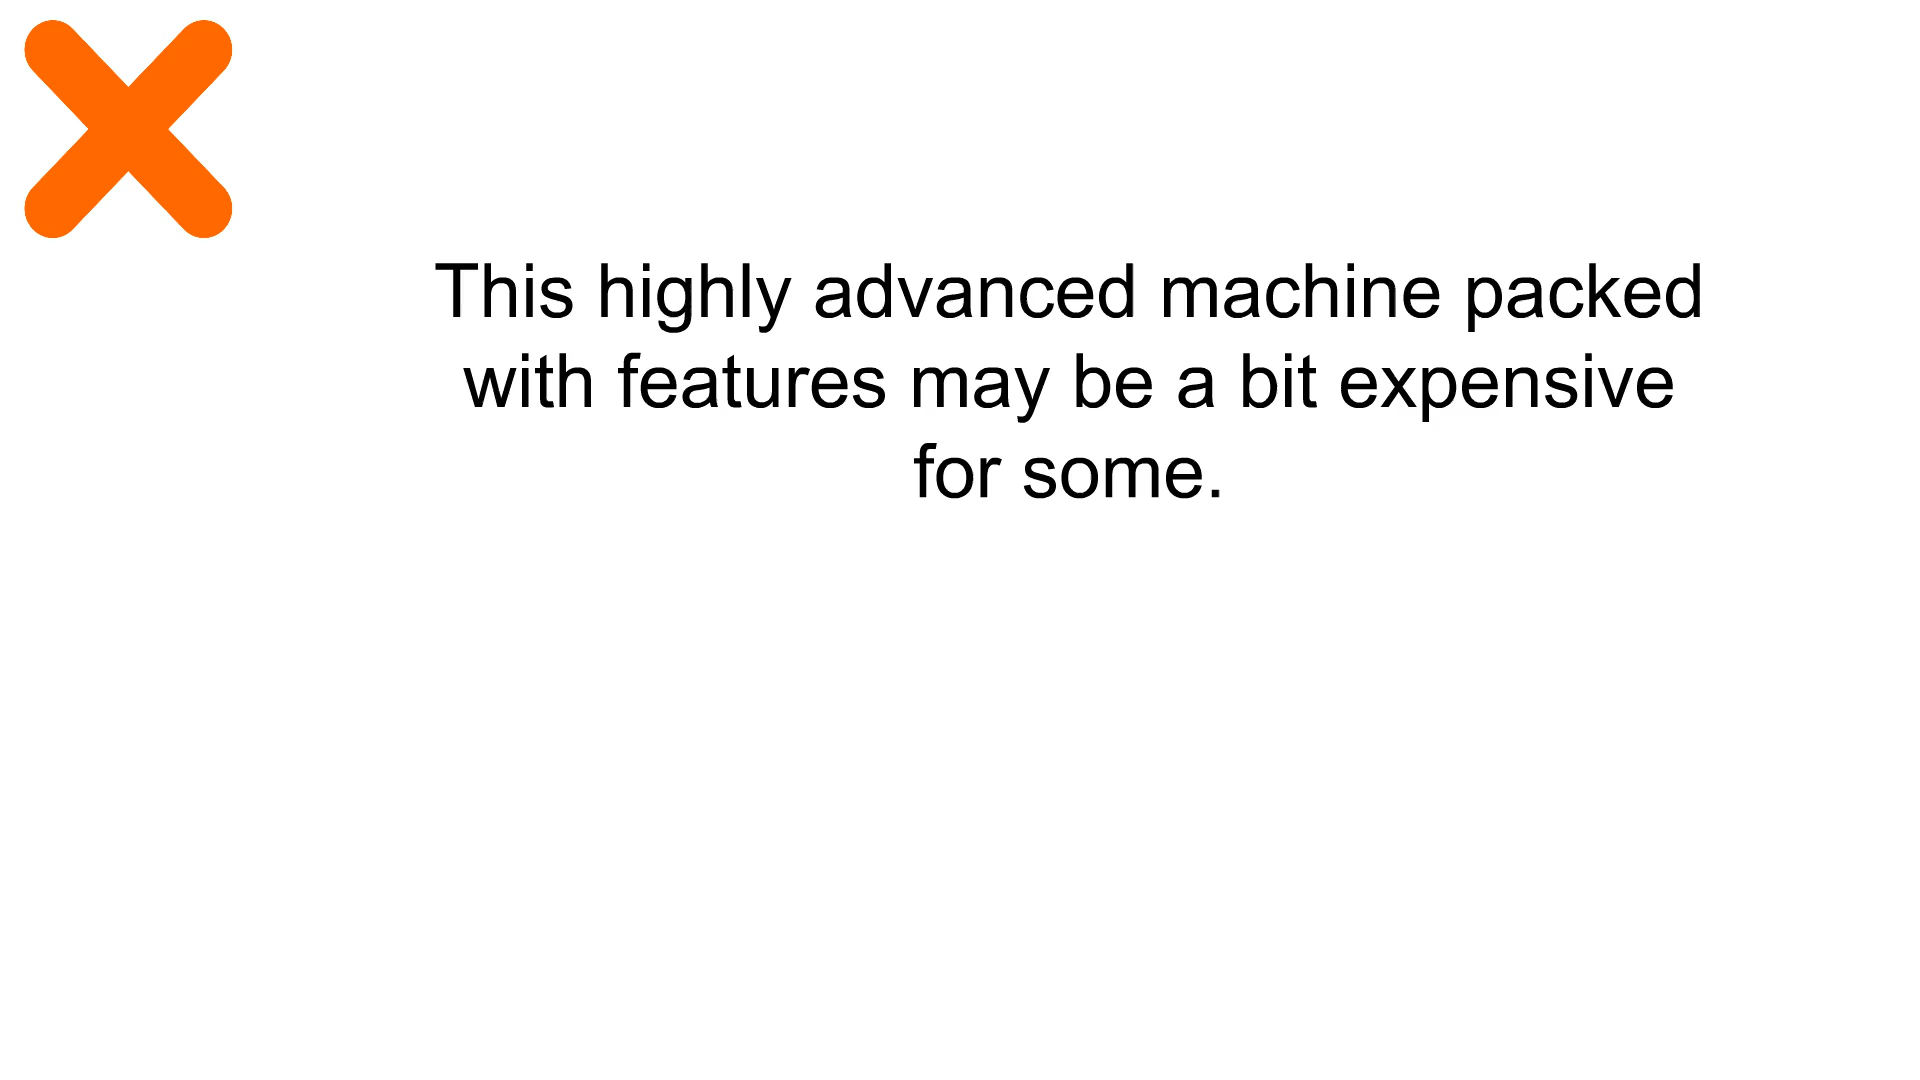 This highly advanced machine packed
with features may be a bit expensive
for some.